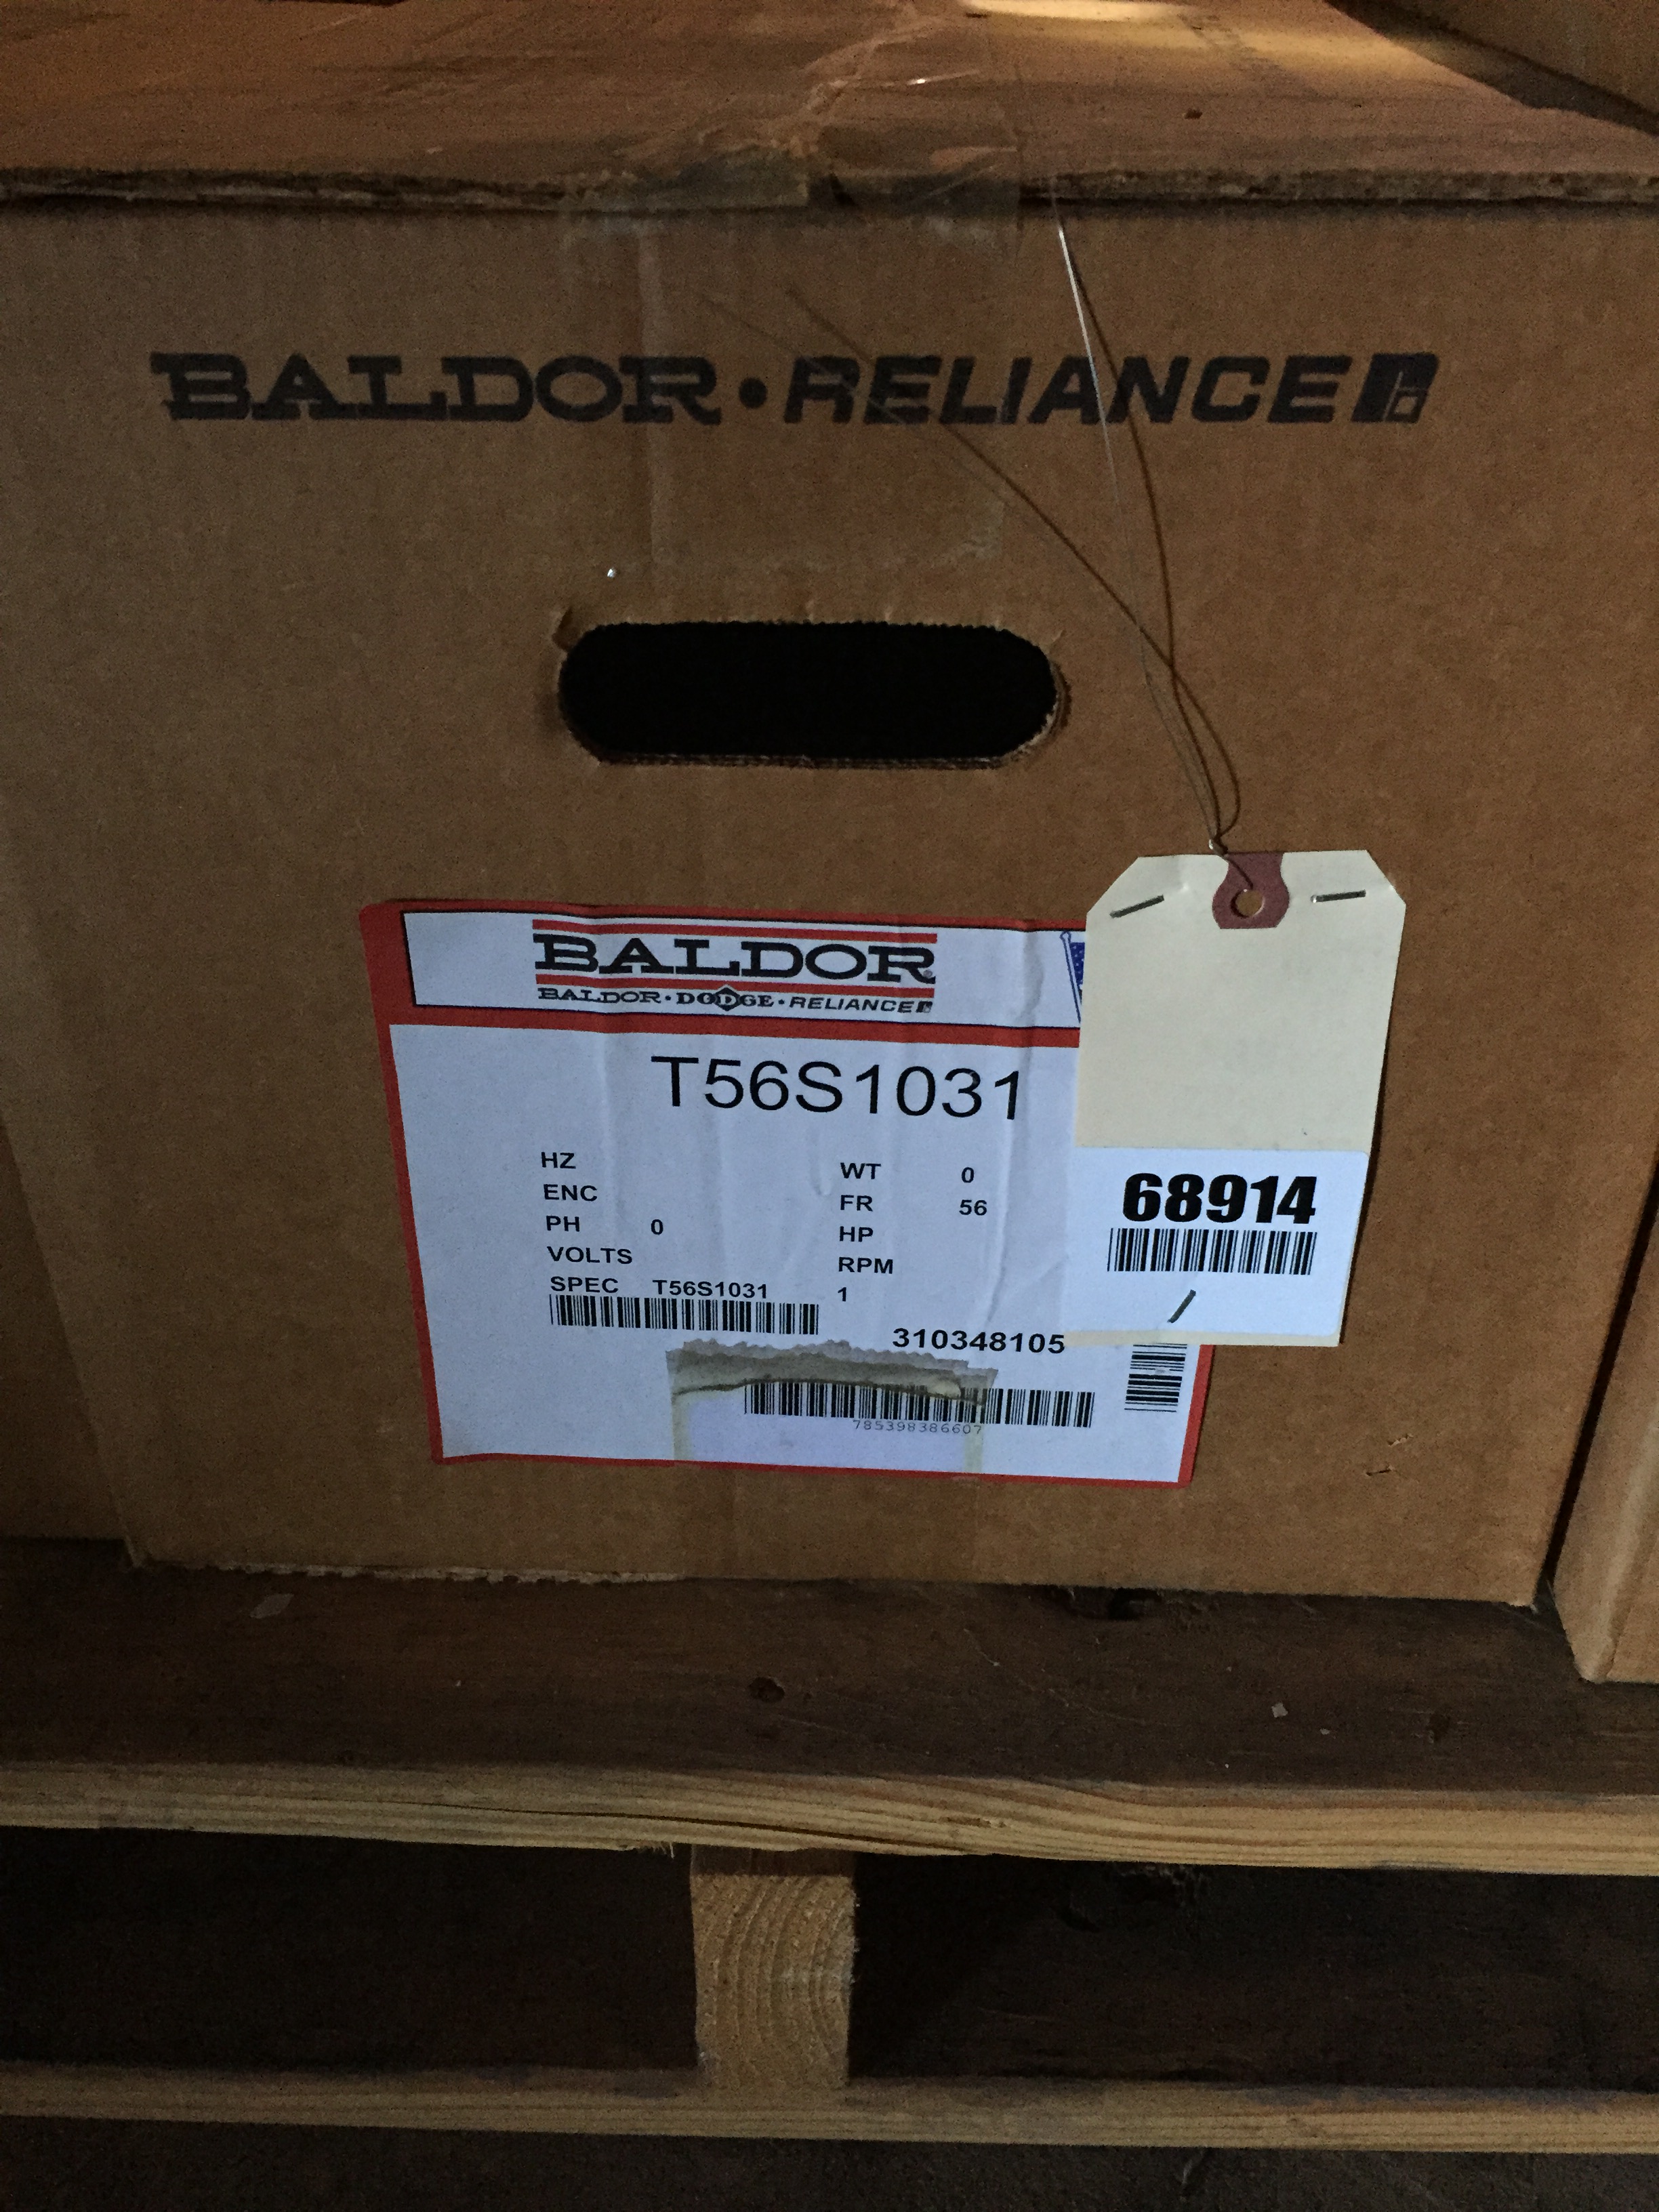 BALDOR•RELIANCE
BALDOR
BALDOR•DODGE•RELIANCE
T56S1031
HZ WT 0
ENC FR 56
PH 0 HP
VOLTS RPM
SPEC T56S1031 1
310348105
785398386607
68914